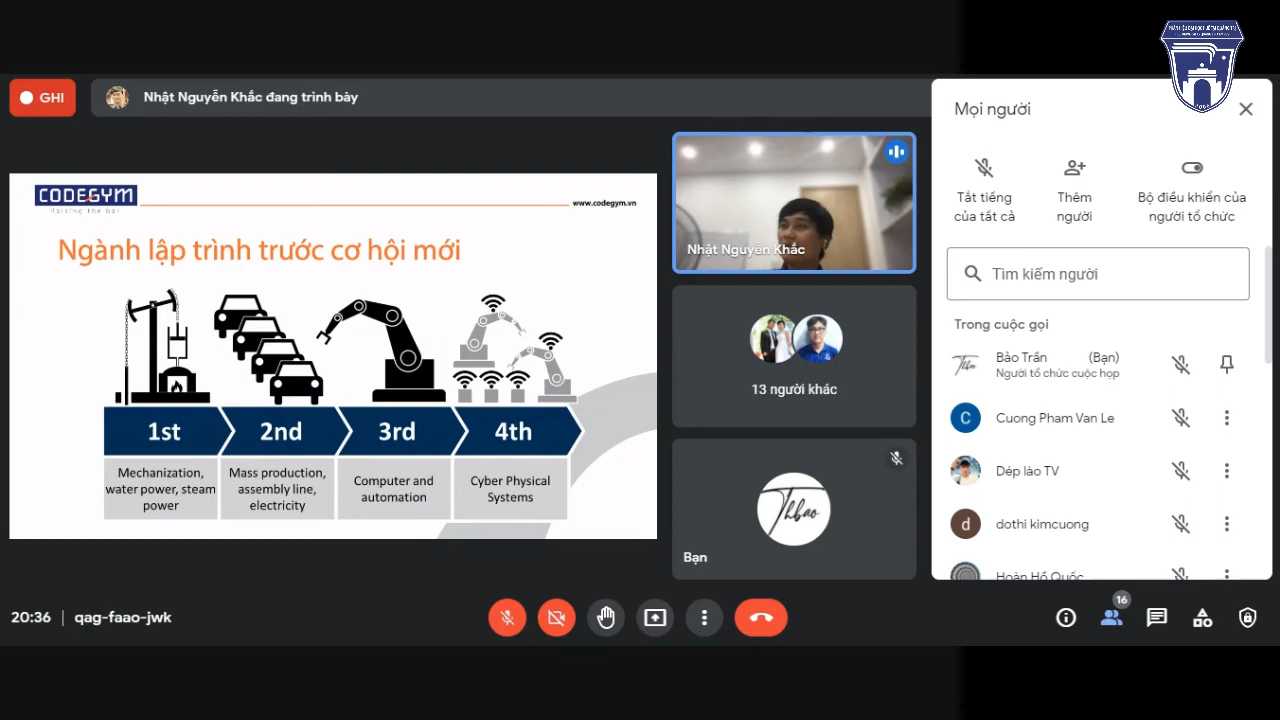 GHI
Nhật Nguyễn Khắc đang trình bày
CODEGYM
Raising the bar
www.codegym.vn
Ngành lập trình trước cơ hội mới
1st
2nd
3rd
4th
Mechanization,
water power, steam
power
Mass production,
assembly line,
electricity
Computer and
automation
Cyber Physical
Systems
Nhật Nguyễn Khắc
13 người khác
Thbao
Bạn
Mọi người
Tắt tiếng
của tất cả
Thêm
người
Bộ điều khiển của
người tổ chức
Tìm kiếm người
Trong cuộc gọi
Bảo Trần (Bạn)
Người tổ chức cuộc họp
C
Cuong Pham Van Le
Dép lào TV
d
dothi kimcuong
Hoàn Hồ Quốc
20:36 | qag-faao-jwk
16